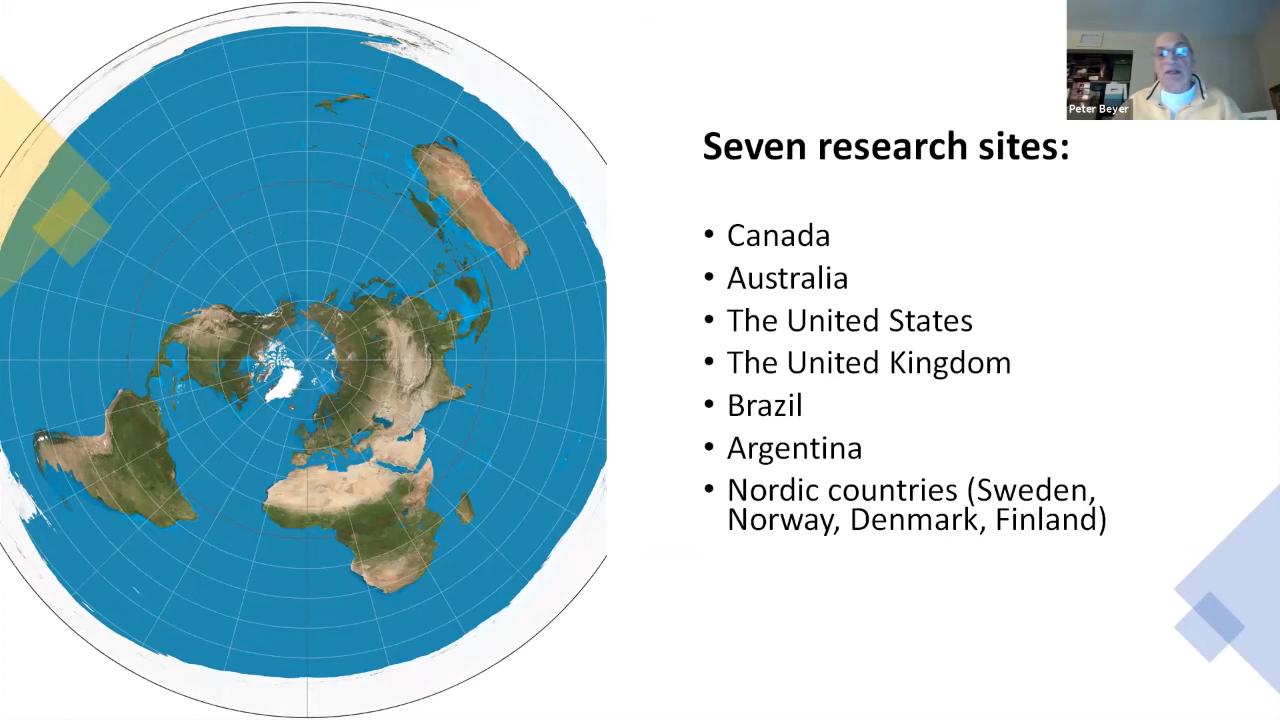 Peter Beyer
Seven research sites:
• Canada
• Australia
• The United States
• The United Kingdom
• Brazil
• Argentina
• Nordic countries (Sweden,
Norway, Denmark, Finland)